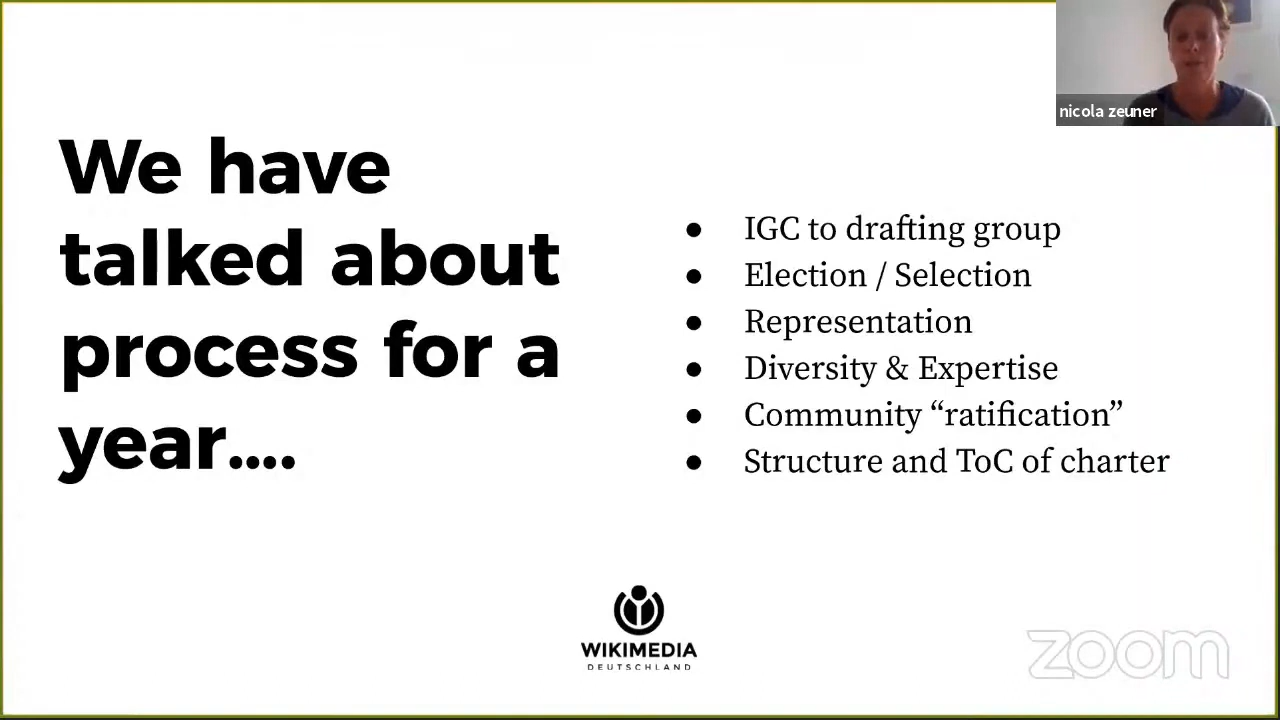 nicola zeuner
We have
talked about
process for a
year....
● IGC to drafting group
● Election / Selection
● Representation
● Diversity & Expertise
● Community “ratification”
● Structure and ToC of charter
WIKIMEDIA
DEUTSCHLAND
zoom